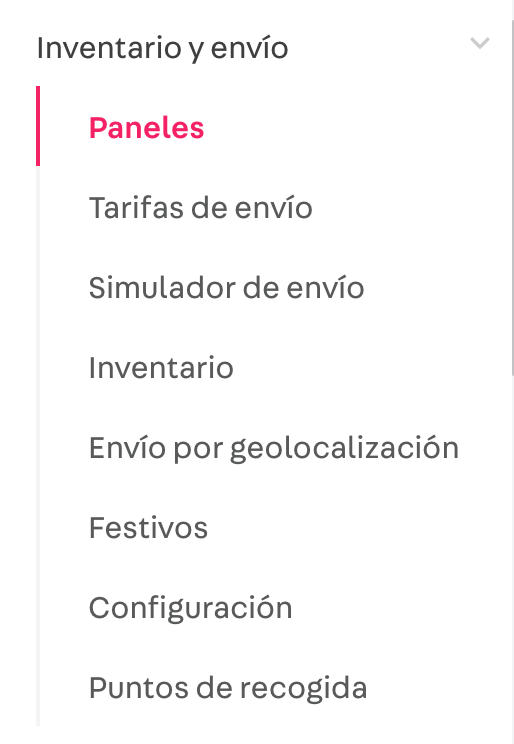 Inventario y envío
Paneles
Tarifas de envío
Simulador de envío
Inventario
Envío por geolocalización
Festivos
Configuración
Puntos de recogida